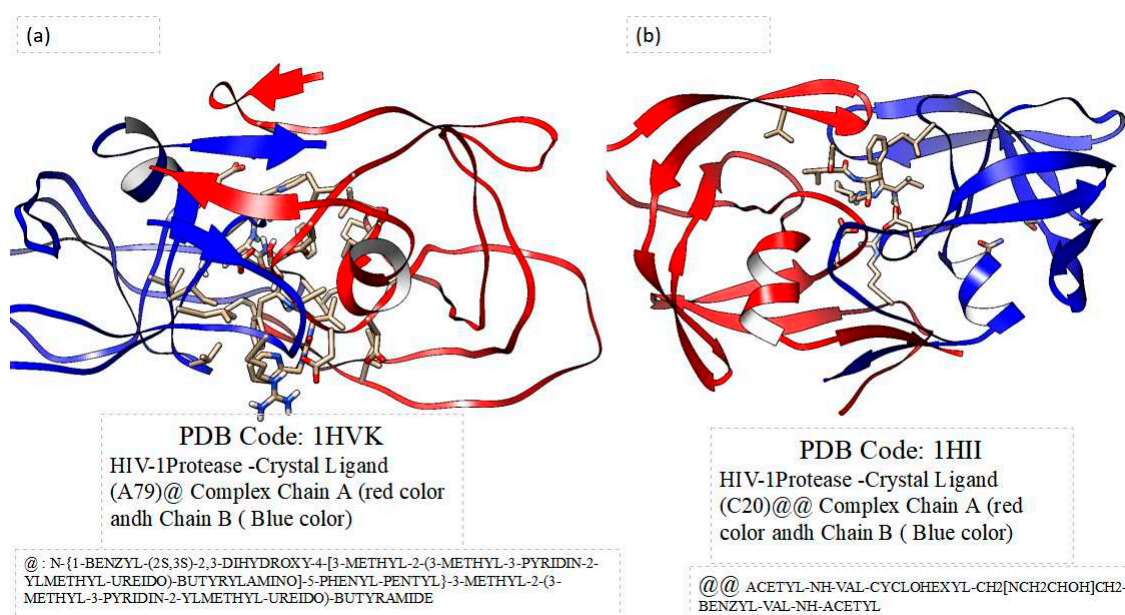 (a)
(b)
PDB Code: 1HVK
HIV-1Protease -Crystal Ligand
(A79)@ Complex Chain A (red color
andh Chain B ( Blue color)
@ : N-{1-BENZYL-(2S,3S)-2,3-DIHYDROXY-4-[3-METHYL-2-(3-METHYL-3-PYRIDIN-2-
YLMETHYL-UREIDO)-BUTYRYLAMINO]-5-PHENYL-PENTYL}-3-METHYL-2-(3-
METHYL-3-PYRIDIN-2-YLMETHYL-UREIDO)-BUTYRAMIDE
PDB Code: 1HII
HIV-1Protease -Crystal Ligand
(C20)@@ Complex Chain A (red
color andh Chain B ( Blue color)
@@ ACETYL-NH-VAL-CYCLOHEXYL-CH2[NCH2CHOH]CH2-
BENZYL-VAL-NH-ACETYL